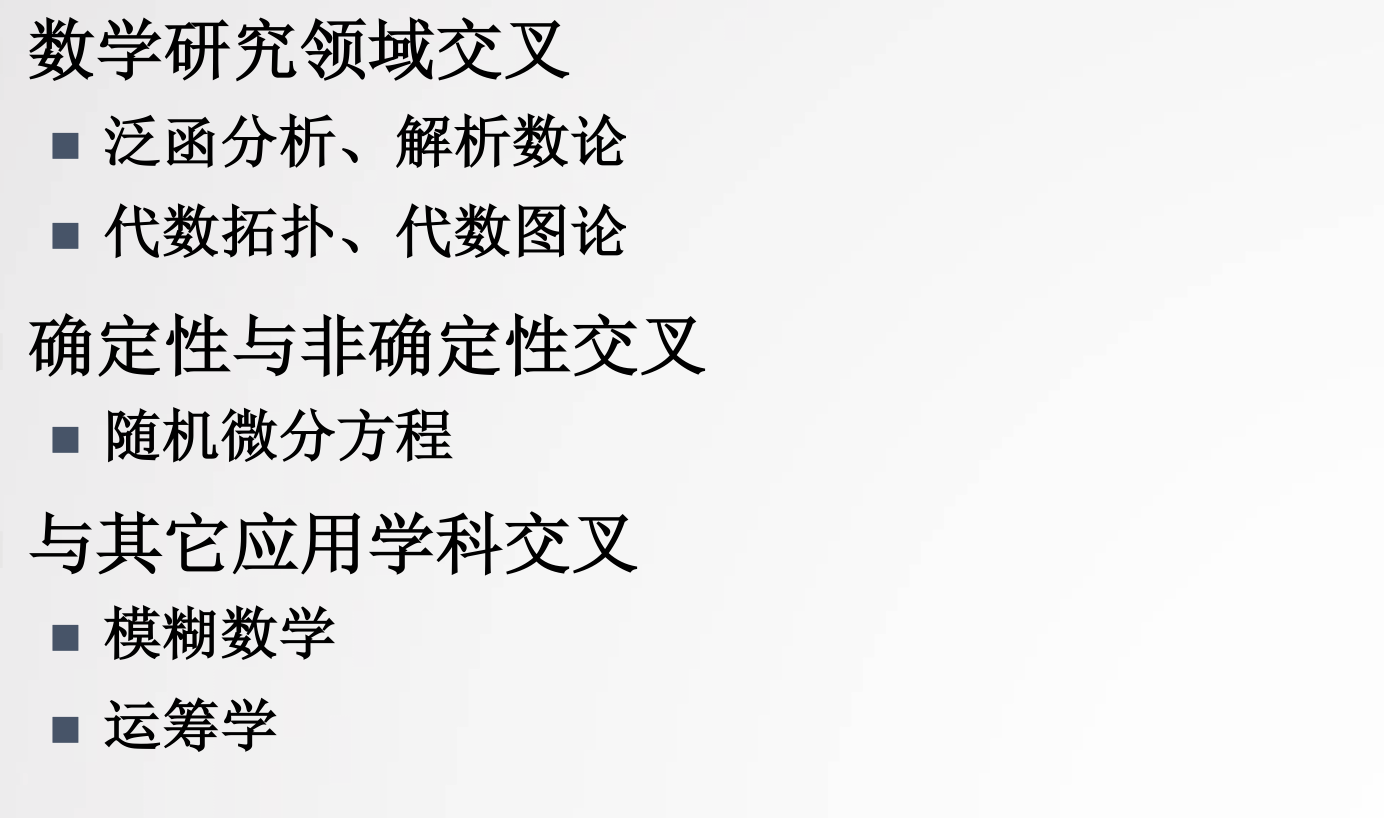 数学研究领域交叉
■ 泛函分析、解析数论
■ 代数拓扑、代数图论
确定性与非确定性交叉
■ 随机微分方程
与其它应用学科交叉
■ 模糊数学
■ 运筹学